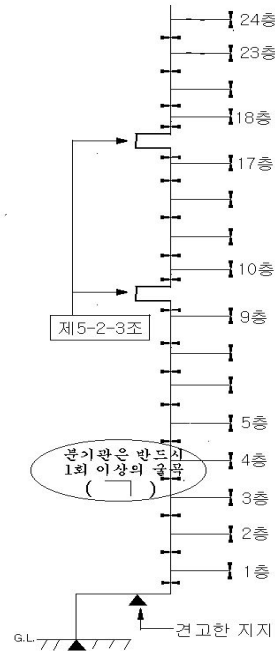 24층
23층
18층
17층
10층
제5-2-3조
9층
5층
분기관은 반드시
1회 이상의 굴곡
( )
4층
3층
2층
1층
견고한 지지
G.L.